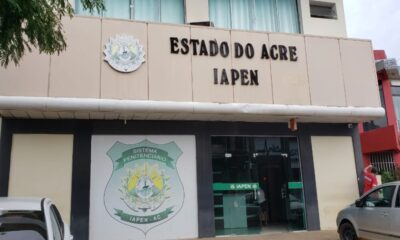 ESTADO DO ACRE
IAPEN
SISTEMA
PENITENCIÁRIO
IAPEN - AC
IAPEN